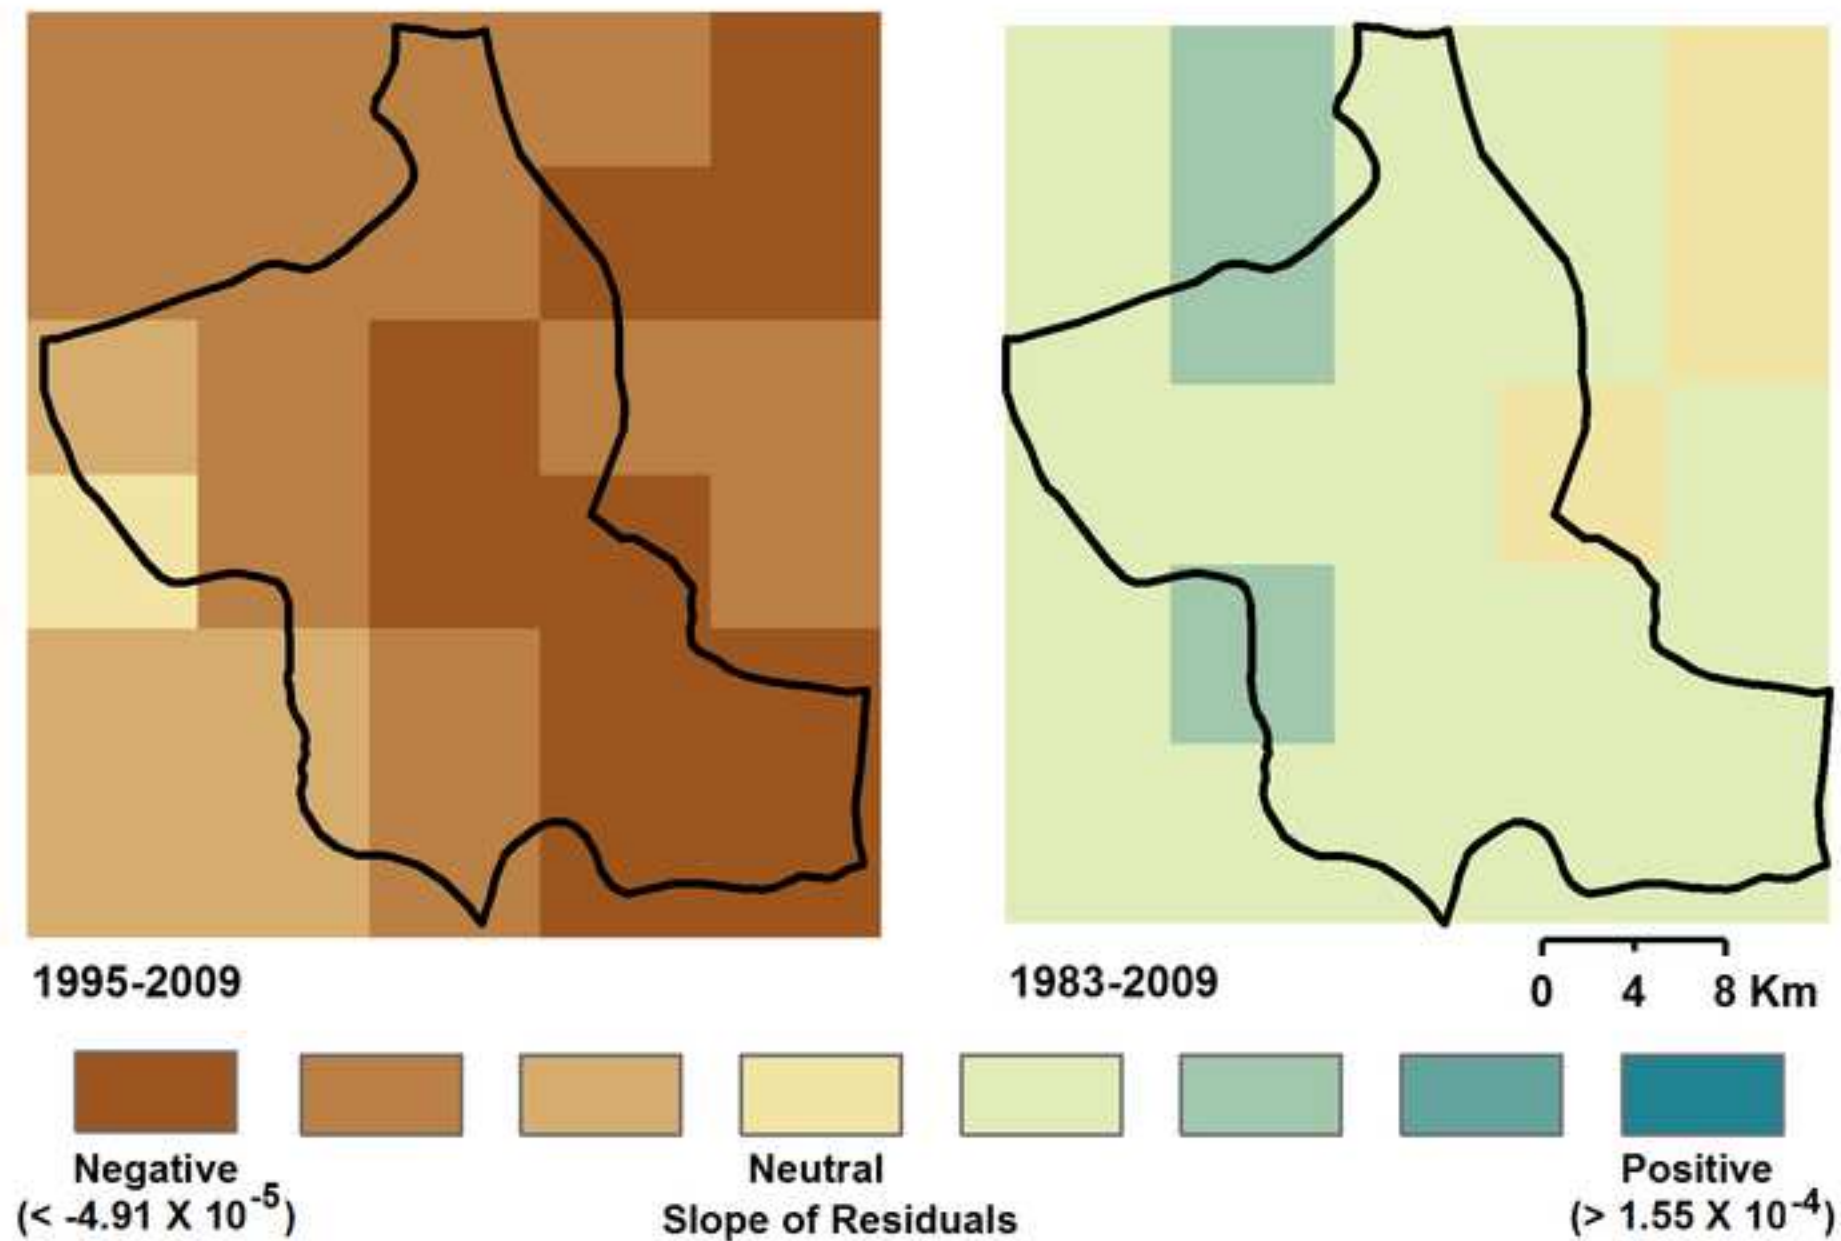 1995-2009
1983-2009
0 4 8 Km
Negative
(< -4.91 X 10^-5)
Neutral
Slope of Residuals
Positive
(> 1.55 X 10^-4)